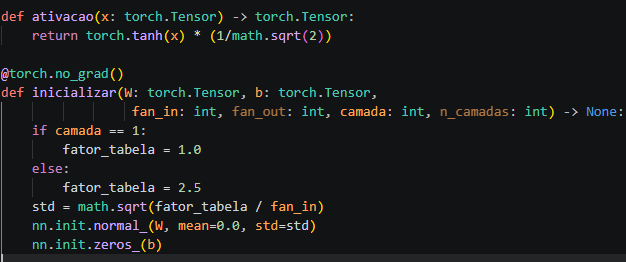 def ativacao(x: torch.Tensor) -> torch.Tensor:
    return torch.tanh(x) * (1/math.sqrt(2))

@torch.no_grad()
def inicializar(W: torch.Tensor, b: torch.Tensor,
                fan_in: int, fan_out: int, camada: int, n_camadas: int) -> None:
    if camada == 1:
        fator_tabela = 1.0
    else:
        fator_tabela = 2.5
    std = math.sqrt(fator_tabela / fan_in)
    nn.init.normal_(W, mean=0.0, std=std)
    nn.init.zeros_(b)